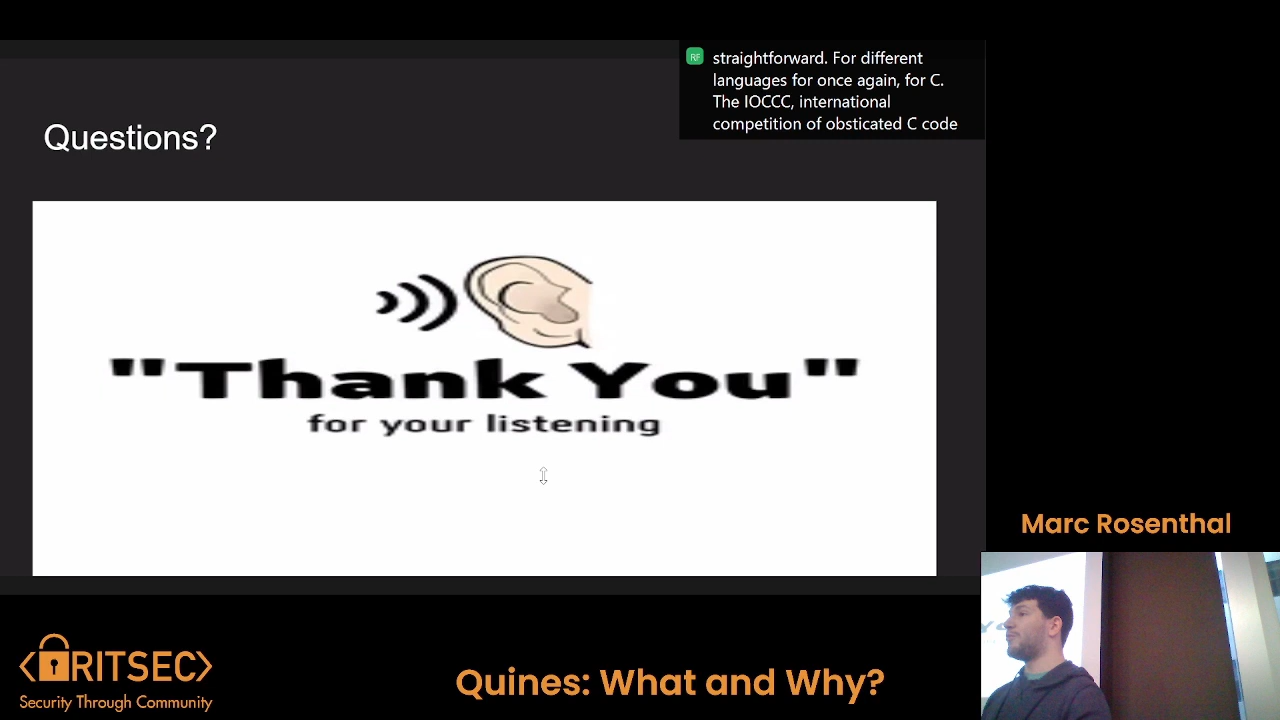 RF
straightforward. For different
languages for once again, for C.
The IOCCC, international
competition of obsticated C code
Questions?
"Thank You"
for your listening
Marc Rosenthal
RITSEC
Security Through Community
Quines: What and Why?